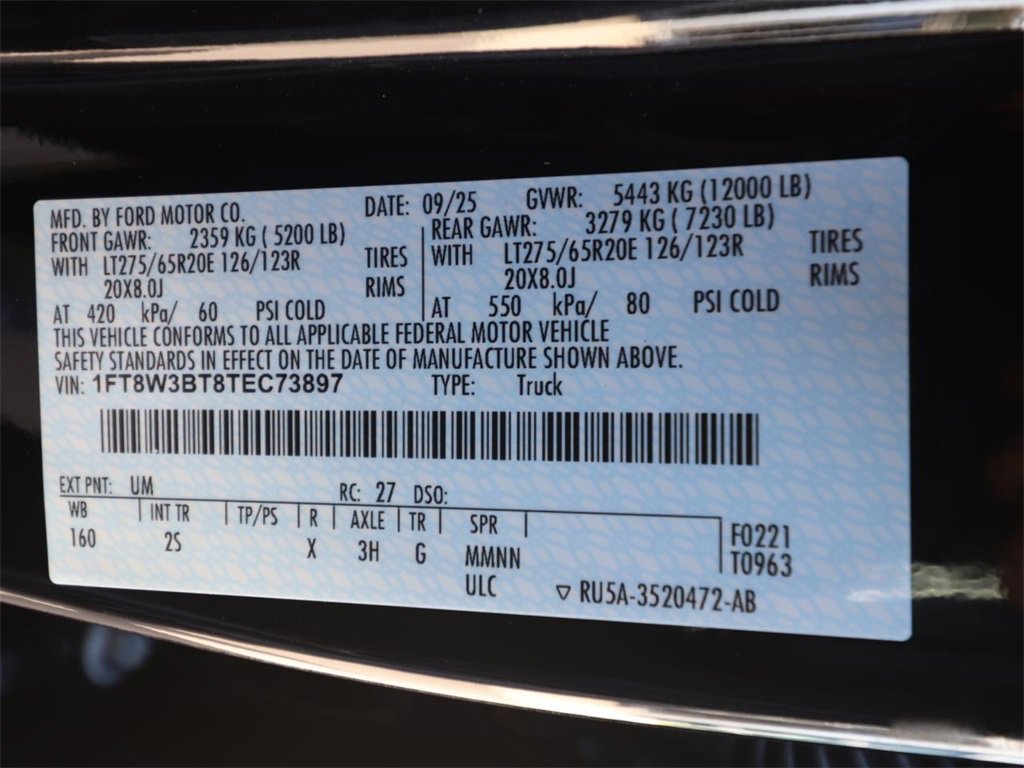 MFD. BY FORD MOTOR CO. DATE: 09/25 GVWR: 5443 KG (12000 LB)
FRONT GAWR: 2359 KG ( 5200 LB) REAR GAWR: 3279 KG ( 7230 LB)
WITH LT275/65R20E 126/123R TIRES WITH LT275/65R20E 126/123R TIRES
20X8.0J RIMS 20X8.0J RIMS
AT 420 kPa/ 60 PSI COLD AT 550 kPa/ 80 PSI COLD
THIS VEHICLE CONFORMS TO ALL APPLICABLE FEDERAL MOTOR VEHICLE
SAFETY STANDARDS IN EFFECT ON THE DATE OF MANUFACTURE SHOWN ABOVE.
VIN: 1FT8W3BT8TEC73897 TYPE: Truck
EXT PNT: UM RC: 27 DSO:
WB INT TR TP/PS R AXLE TR SPR F0221
160 2S X 3H G MMNN T0963
ULC ▽ RU5A-3520472-AB